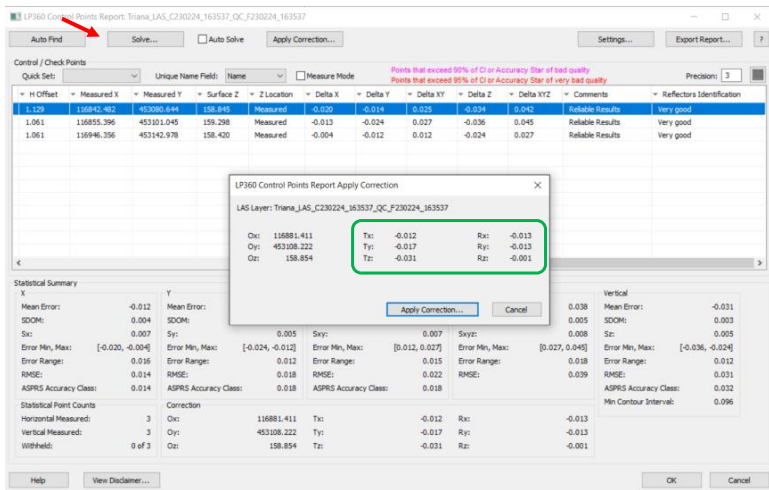 LP360 Control Points Report: Triana_LAS_C230224_163537_QC_F230224_163537
Auto Find Solve... Auto Solve Apply Correction... Settings... Export Report... ?
Control / Check Points
Quick Set: Unique Name Field: Name Measure Mode Points that exceed 90% of CI or Accuracy Star of bad quality Precision: 3
Points that exceed 95% of CI or Accuracy Star of very bad quality
H Offset Measured X Measured Y Surface Z Z Location Delta X Delta Y Delta XY Delta Z Delta XYZ Comments Reflectors Identification
1.129 116842.482 453080.644 158.845 Measured -0.020 -0.014 0.025 -0.034 0.042 Reliable Results Very good
1.061 116855.396 453101.045 159.298 Measured -0.013 -0.024 0.027 -0.036 0.045 Reliable Results Very good
1.061 116946.356 453142.978 158.420 Measured -0.004 -0.012 0.012 -0.024 0.027 Reliable Results Very good
LP360 Control Points Report Apply Correction
LAS Layer: Triana_LAS_C230224_163537_QC_F230224_163537
Ox: 116881.411 Tx: -0.012 Rx: -0.013
Oy: 453108.222 Ty: -0.017 Ry: -0.013
Oz: 158.854 Tz: -0.031 Rz: -0.001
Apply Correction... Cancel
Statistical Summary
X Y Vertical
Mean Error: -0.012 Mean Error: 0.038 Mean Error: -0.031
SDOM: 0.004 SDOM: 0.005 SDOM: 0.003
Sx: 0.007 Sy: 0.005 Sxy: 0.007 Sxyz: 0.008 Sz: 0.005
Error Min, Max: [-0.020, -0.004] Error Min, Max: [-0.024, -0.012] Error Min, Max: [0.012, 0.027] Error Min, Max: [0.027, 0.045] Error Min, Max: [-0.036, -0.024]
Error Range: 0.016 Error Range: 0.012 Error Range: 0.015 Error Range: 0.018 Error Range: 0.012
RMSE: 0.014 RMSE: 0.018 RMSE: 0.022 RMSE: 0.039 RMSE: 0.031
ASPRS Accuracy Class: 0.014 ASPRS Accuracy Class: 0.018 ASPRS Accuracy Class: 0.018 ASPRS Accuracy Class: 0.032
Min Contour Interval: 0.096
Statistical Point Counts Correction
Horizontal Measured: 3 Ox: 116881.411 Tx: -0.012 Rx: -0.013
Vertical Measured: 3 Oy: 453108.222 Ty: -0.017 Ry: -0.013
Withheld: 0 of 3 Oz: 158.854 Tz: -0.031 Rz: -0.001
Help View Disclaimer... OK Cancel